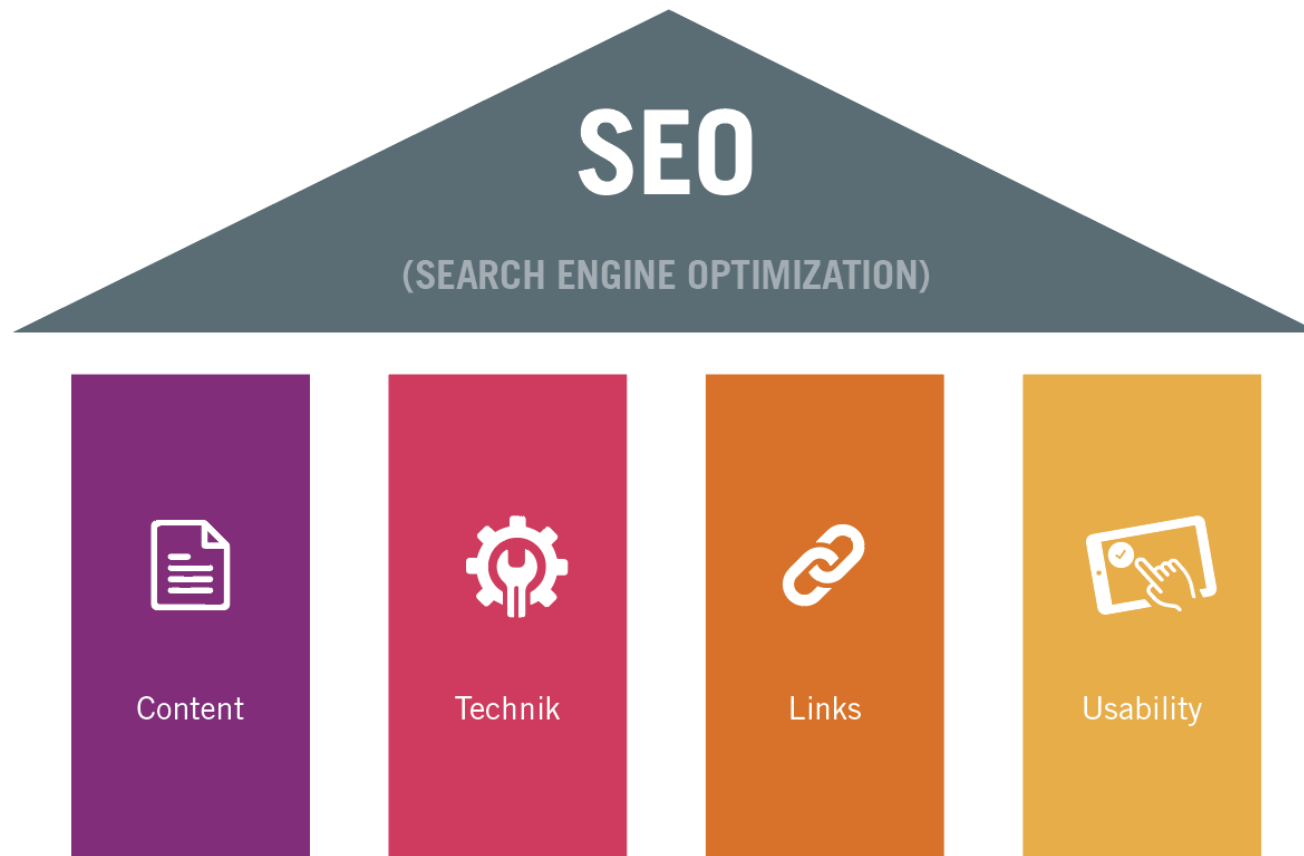 SEO
(SEARCH ENGINE OPTIMIZATION)
Content
Technik
Links
Usability